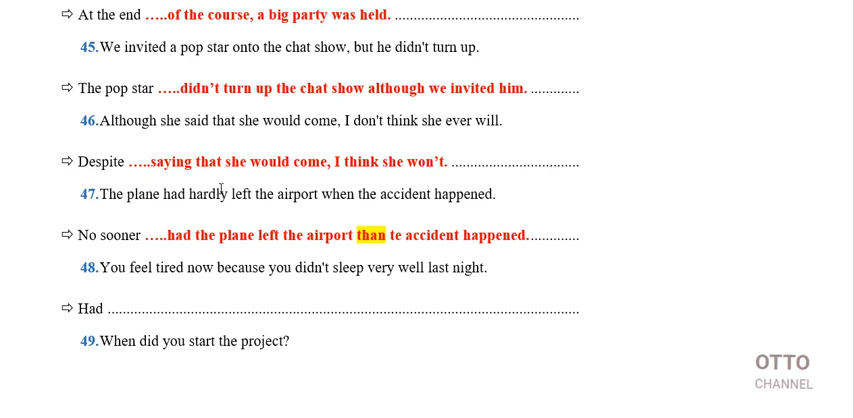 ⇨ At the end …..of the course, a big party was held. .................................................
45.We invited a pop star onto the chat show, but he didn't turn up.
⇨ The pop star …..didn’t turn up the chat show although we invited him. .............
46.Although she said that she would come, I don't think she ever will.
⇨ Despite …..saying that she would come, I think she won’t. ..................................
47.The plane had hardly left the airport when the accident happened.
⇨ No sooner …..had the plane left the airport than te accident happened..............
48.You feel tired now because you didn't sleep very well last night.
⇨ Had ..............................................................................................................................
49.When did you start the project?
OTTO
CHANNEL